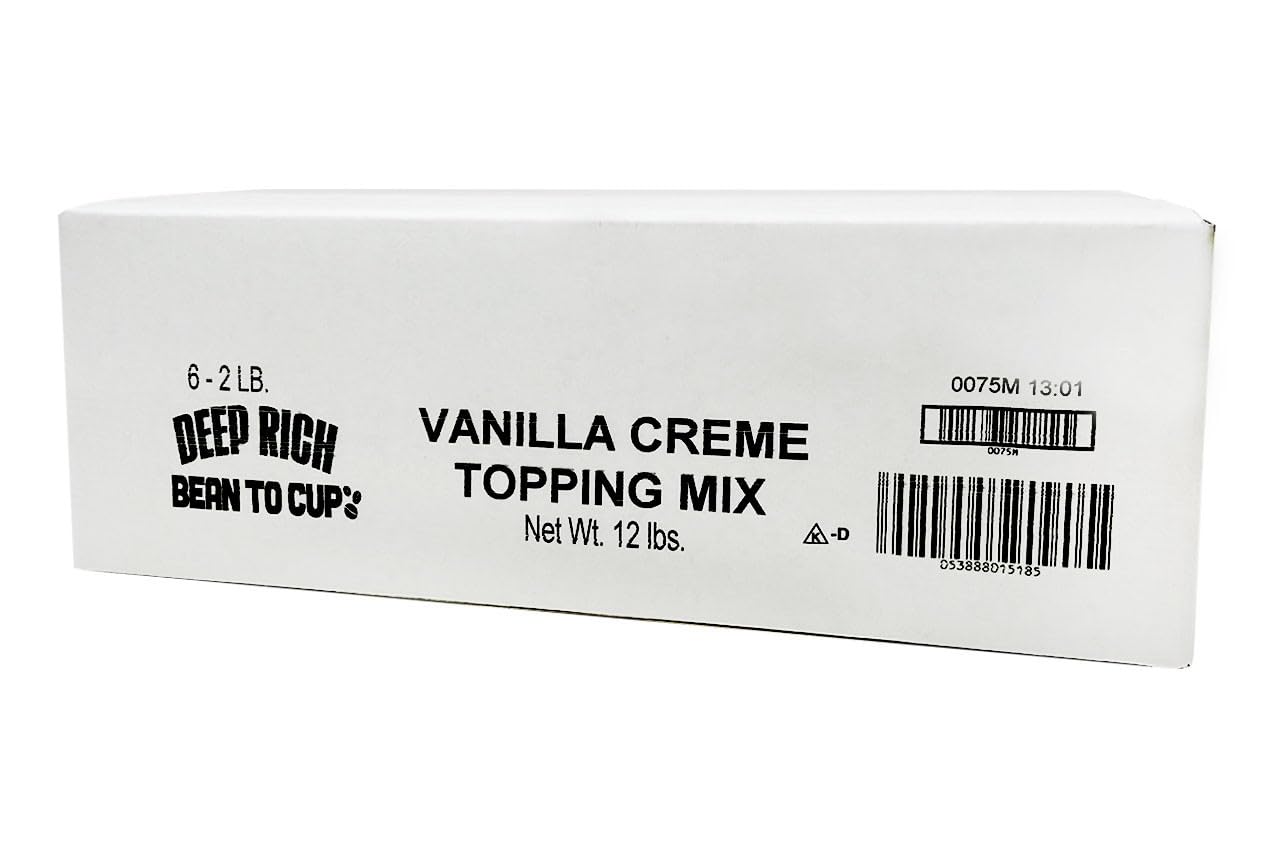 6 - 2 LB.
DEEP RICH
BEAN TO CUP
VANILLA CREME
TOPPING MIX
Net Wt. 12 lbs.
K-D
0075M 13:01
0075M
053888015185